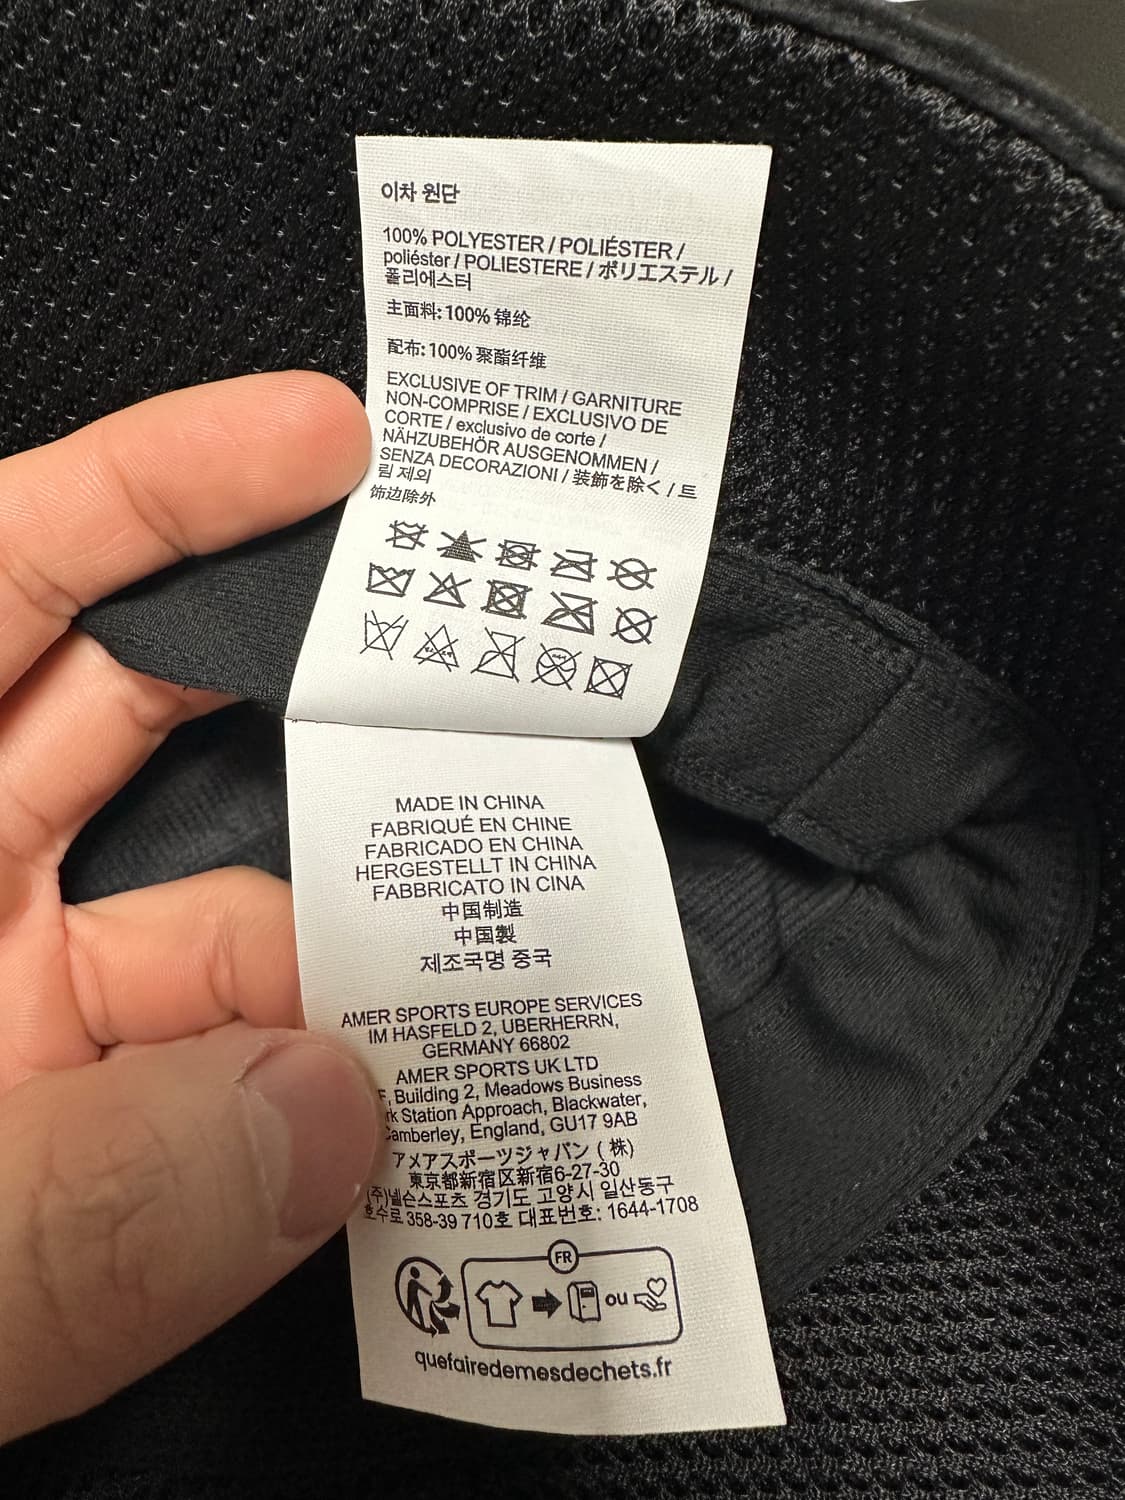 이차 원단
100% POLYESTER / POLIÉSTER /
poliéster / POLIESTERE / ポリエステル /
폴리에스터
主面料: 100% 锦纶
配布: 100% 聚酯纤维
EXCLUSIVE OF TRIM / GARNITURE
NON-COMPRISE / EXCLUSIVO DE
CORTE / exclusivo de corte /
NÄHZUBEHÖR AUSGENOMMEN /
SENZA DECORAZIONI / 装飾を除く / 트
림 제외
饰边除外
MADE IN CHINA
FABRIQUÉ EN CHINE
FABRICADO EN CHINA
HERGESTELLT IN CHINA
FABBRICATO IN CINA
中国制造
中国製
제조국명 중국
AMER SPORTS EUROPE SERVICES
IM HASFELD 2, UBERHERRN,
GERMANY 66802
AMER SPORTS UK LTD
F, Building 2, Meadows Business
rk Station Approach, Blackwater,
Camberley, England, GU17 9AB
アメアスポーツジャパン (株)
東京都新宿区新宿6-27-30
(주)넬슨스포츠 경기도 고양시 일산동구
호수로 358-39 710호 대표번호: 1644-1708
FR
ou
quefairedemesdechets.fr